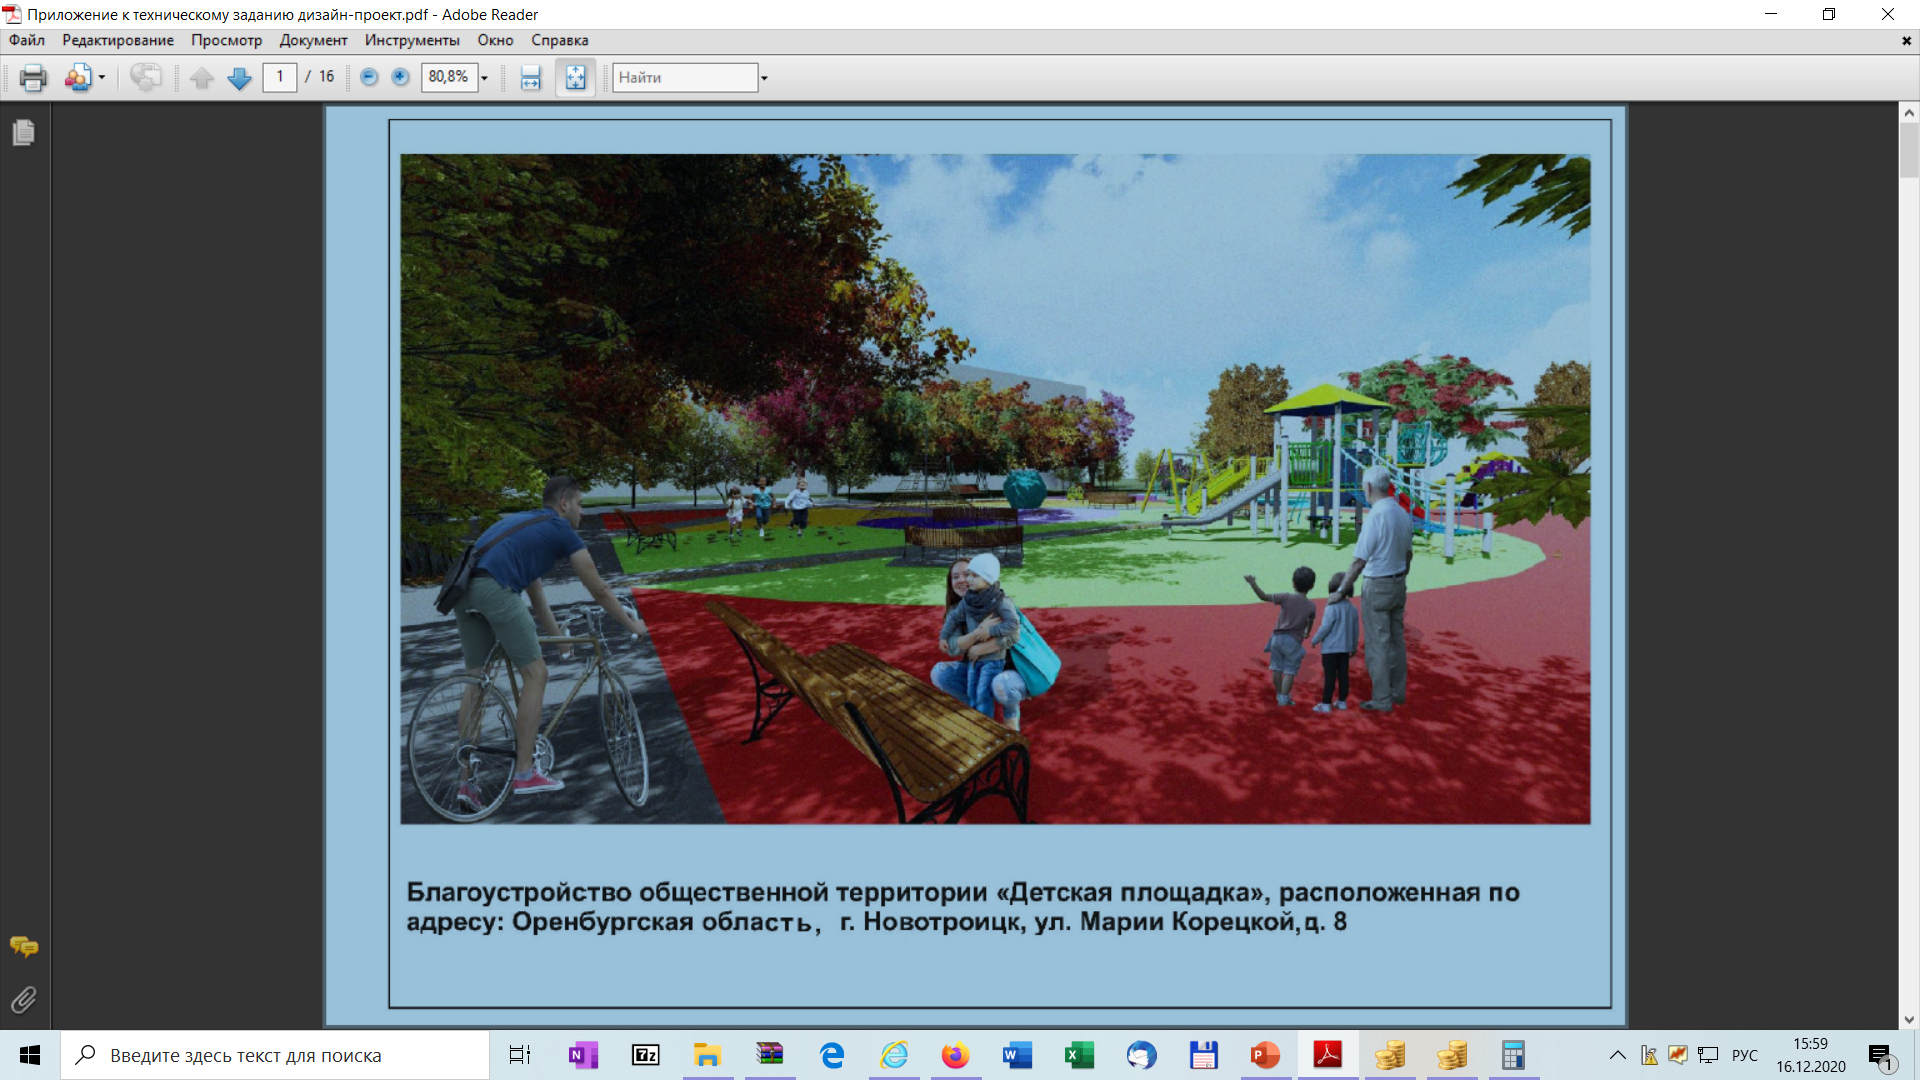 Приложение к техническому заданию дизайн-проект.pdf - Adobe Reader
Файл Редактирование Просмотр Документ Инструменты Окно Справка
1 / 16 80,8% Найти
Благоустройство общественной территории «Детская площадка», расположенная по
адресу: Оренбургская область, г. Новотроицк, ул. Марии Корецкой,д. 8
Введите здесь текст для поиска
N
7z
W
X
P
РУС
15:59
16.12.2020
1